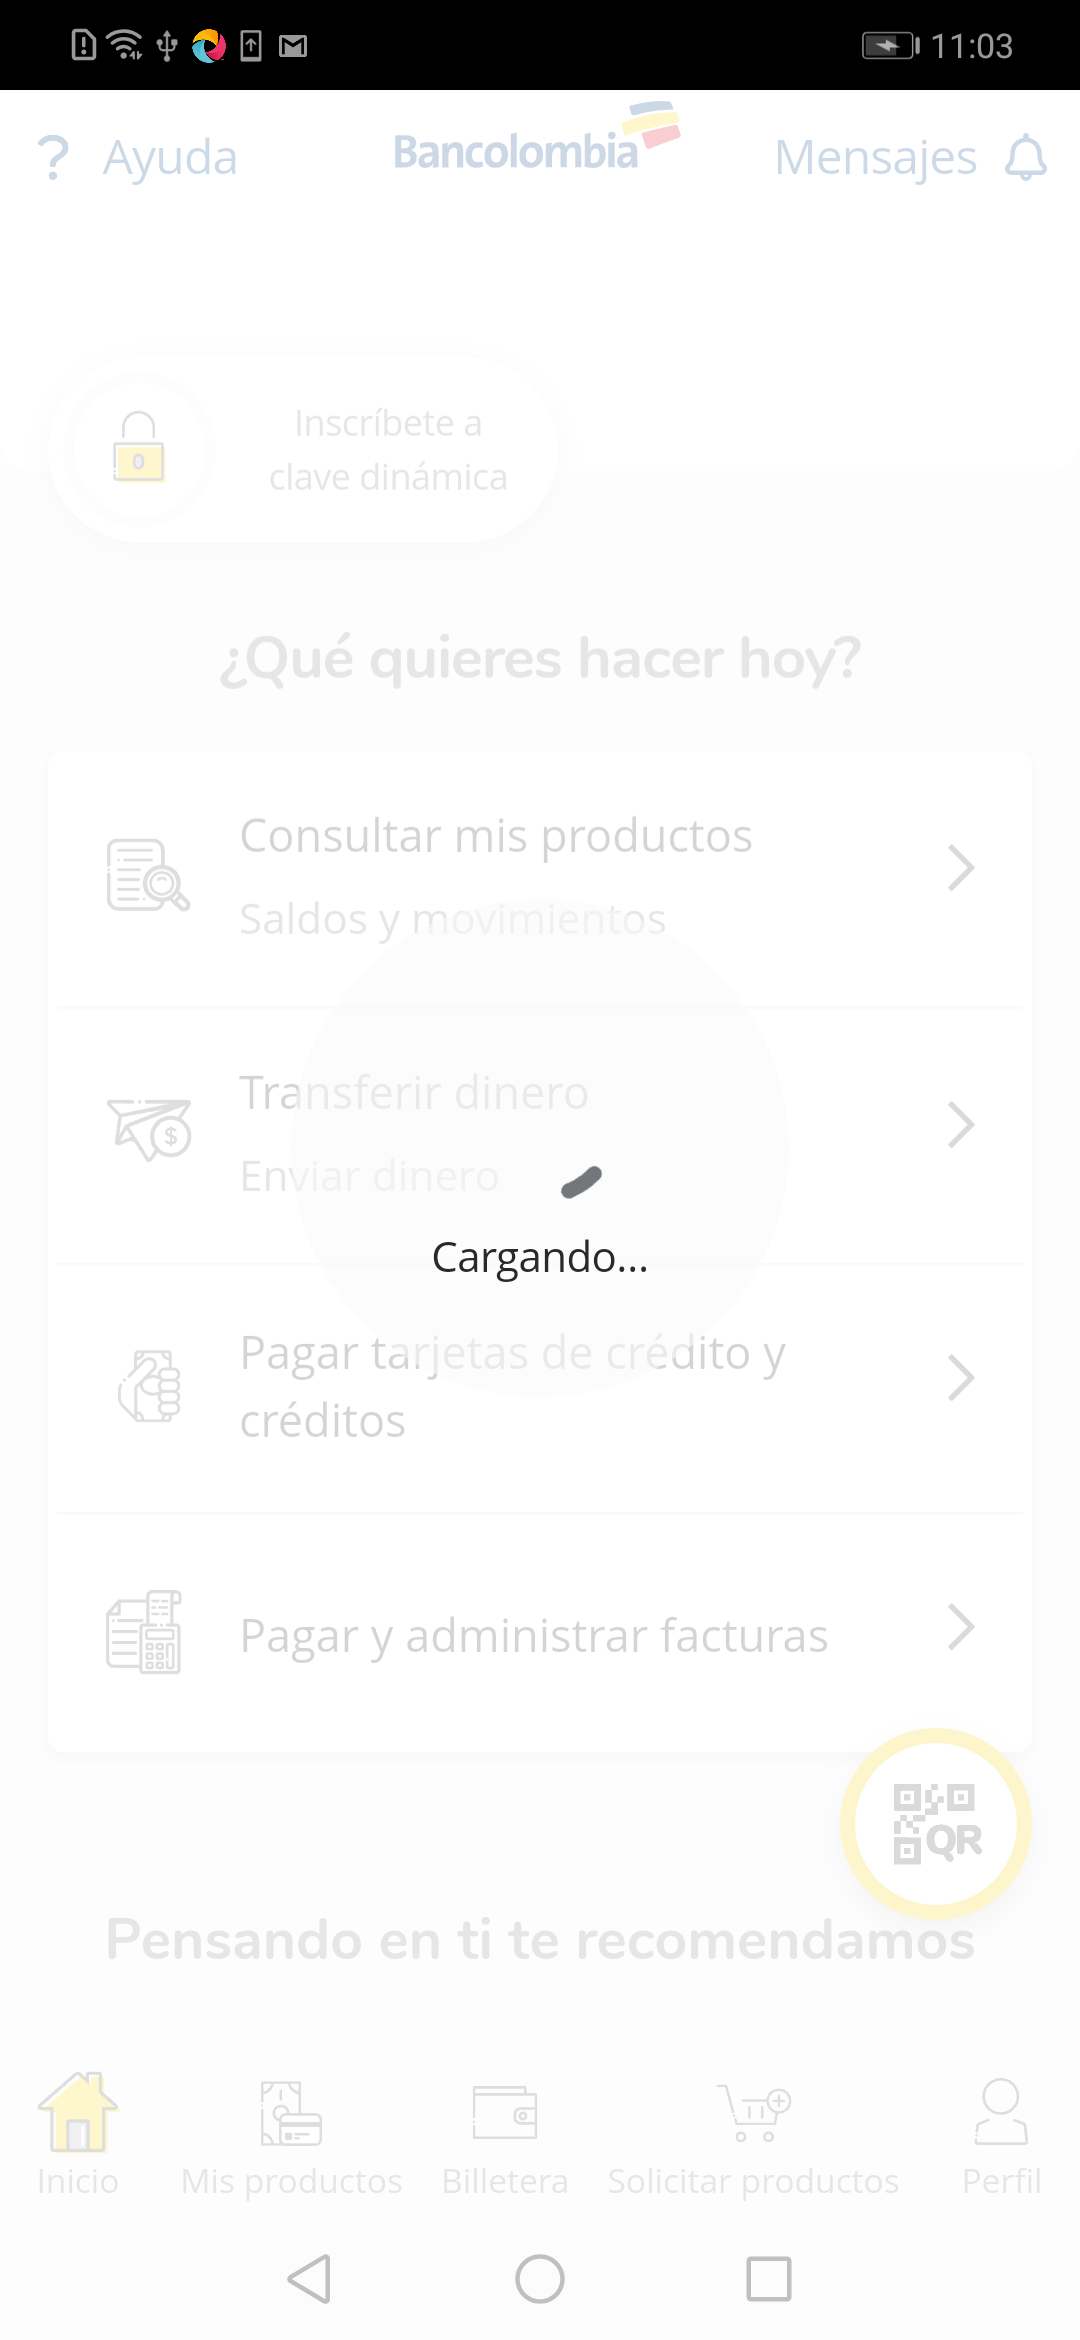 11:03
? Ayuda
Bancolombia
Mensajes
Inscríbete a
clave dinámica
¿Qué quieres hacer hoy?
Consultar mis productos
Saldos y movimientos
Transferir dinero
Enviar dinero
$
Cargando...
Pagar tarjetas de crédito y
créditos
Pagar y administrar facturas
QR
Pensando en ti te recomendamos
Inicio
Mis productos
Billetera
Solicitar productos
Perfil